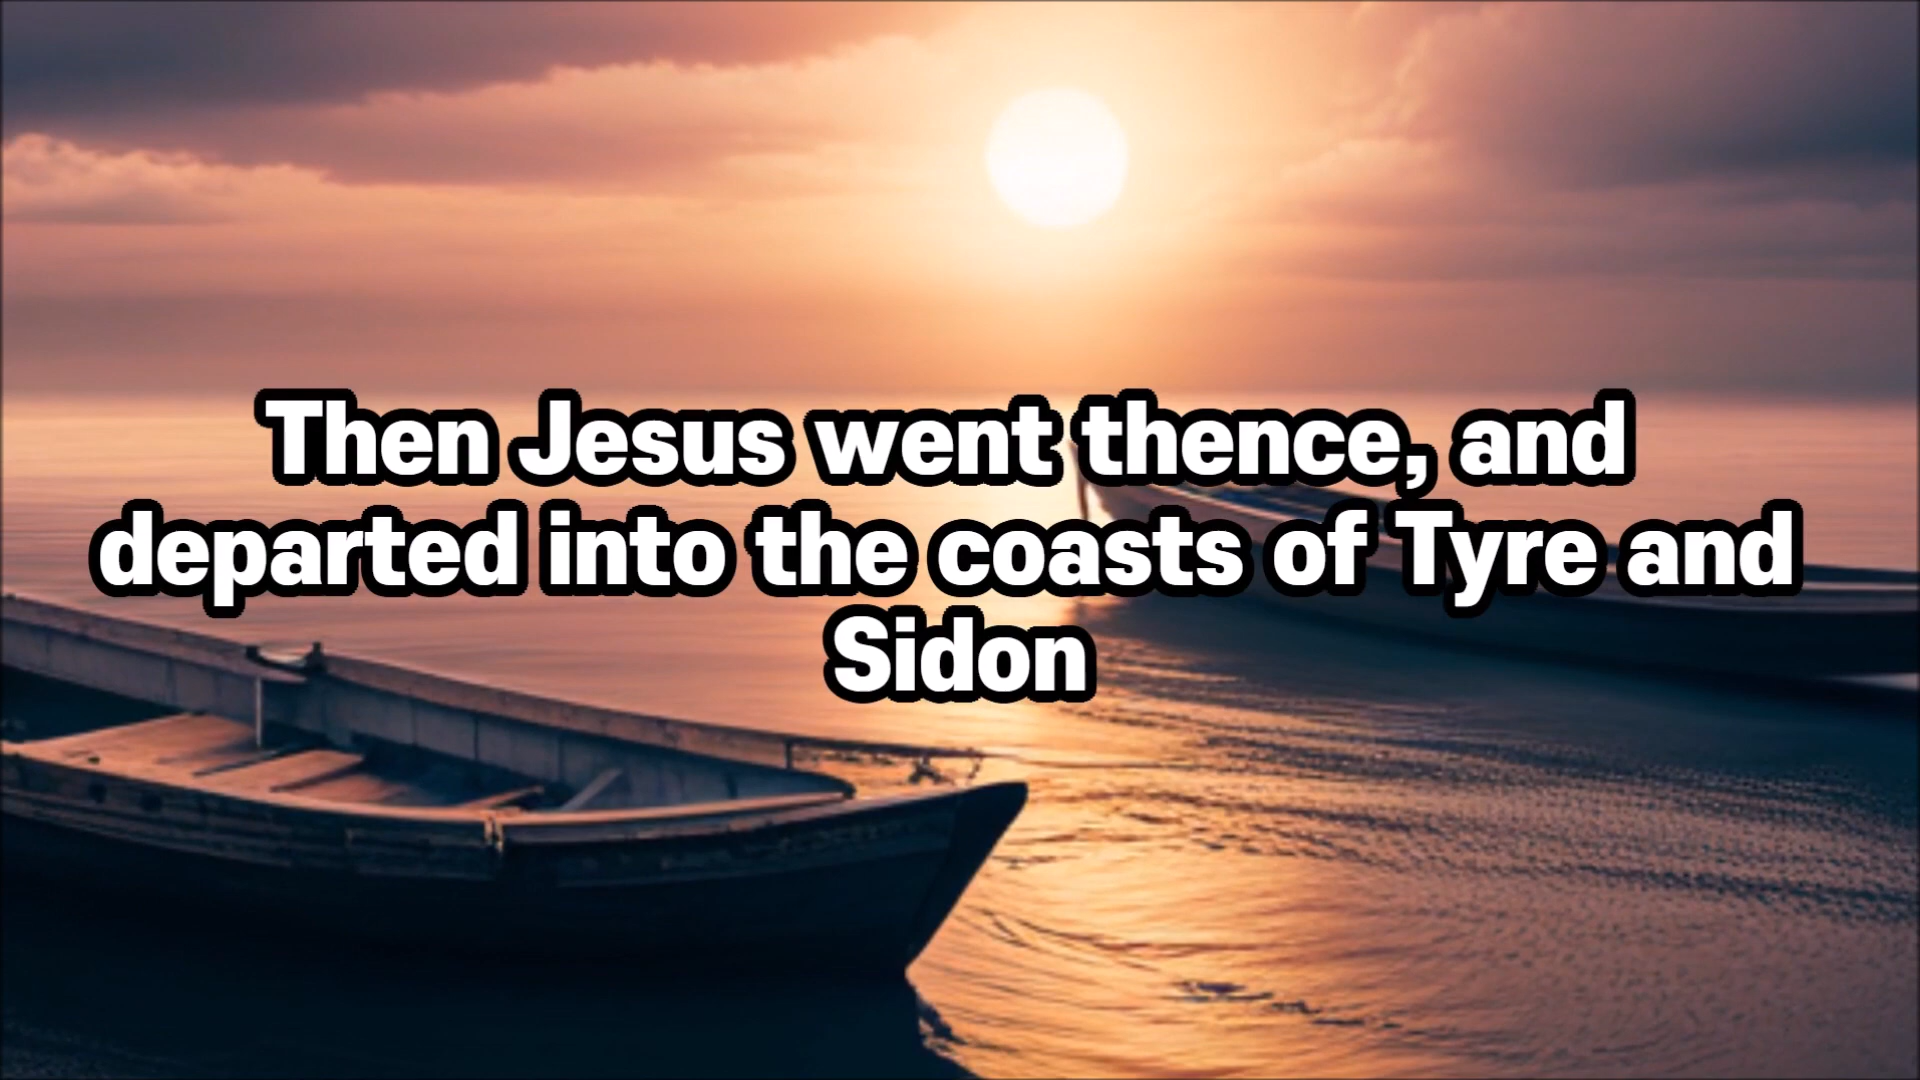 Then Jesus went thence, and
departed into the coasts of Tyre and
Sidon